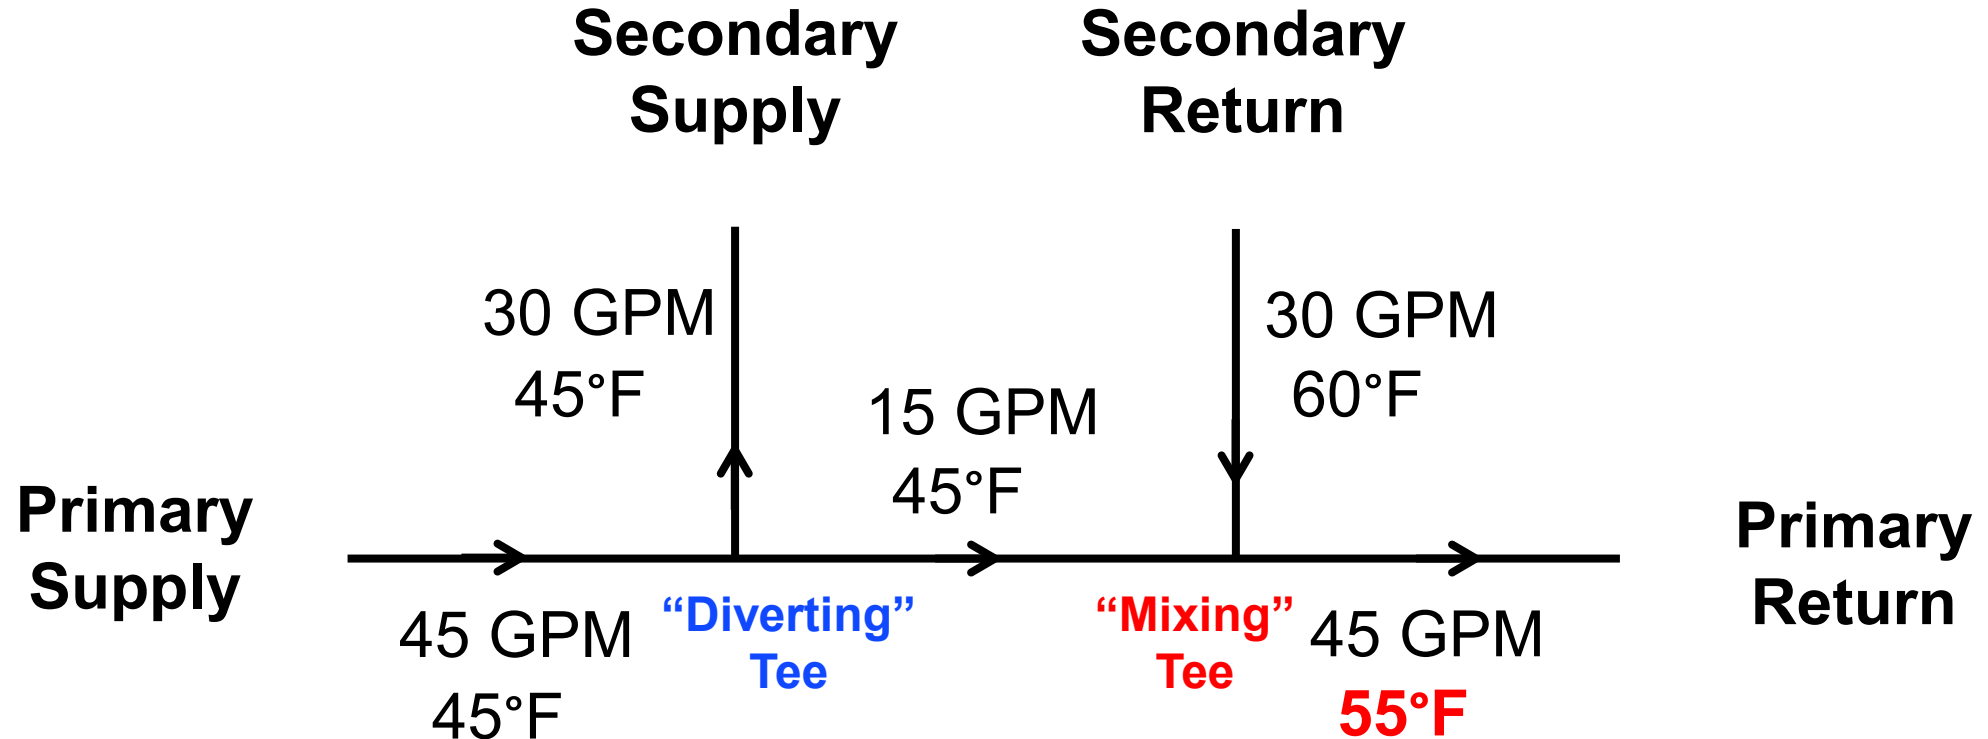 Secondary
Supply
Secondary
Return
30 GPM
45°F
30 GPM
60°F
15 GPM
45°F
Primary
Supply
Primary
Return
45 GPM
45°F
“Diverting”
Tee
“Mixing”
Tee
45 GPM
55°F